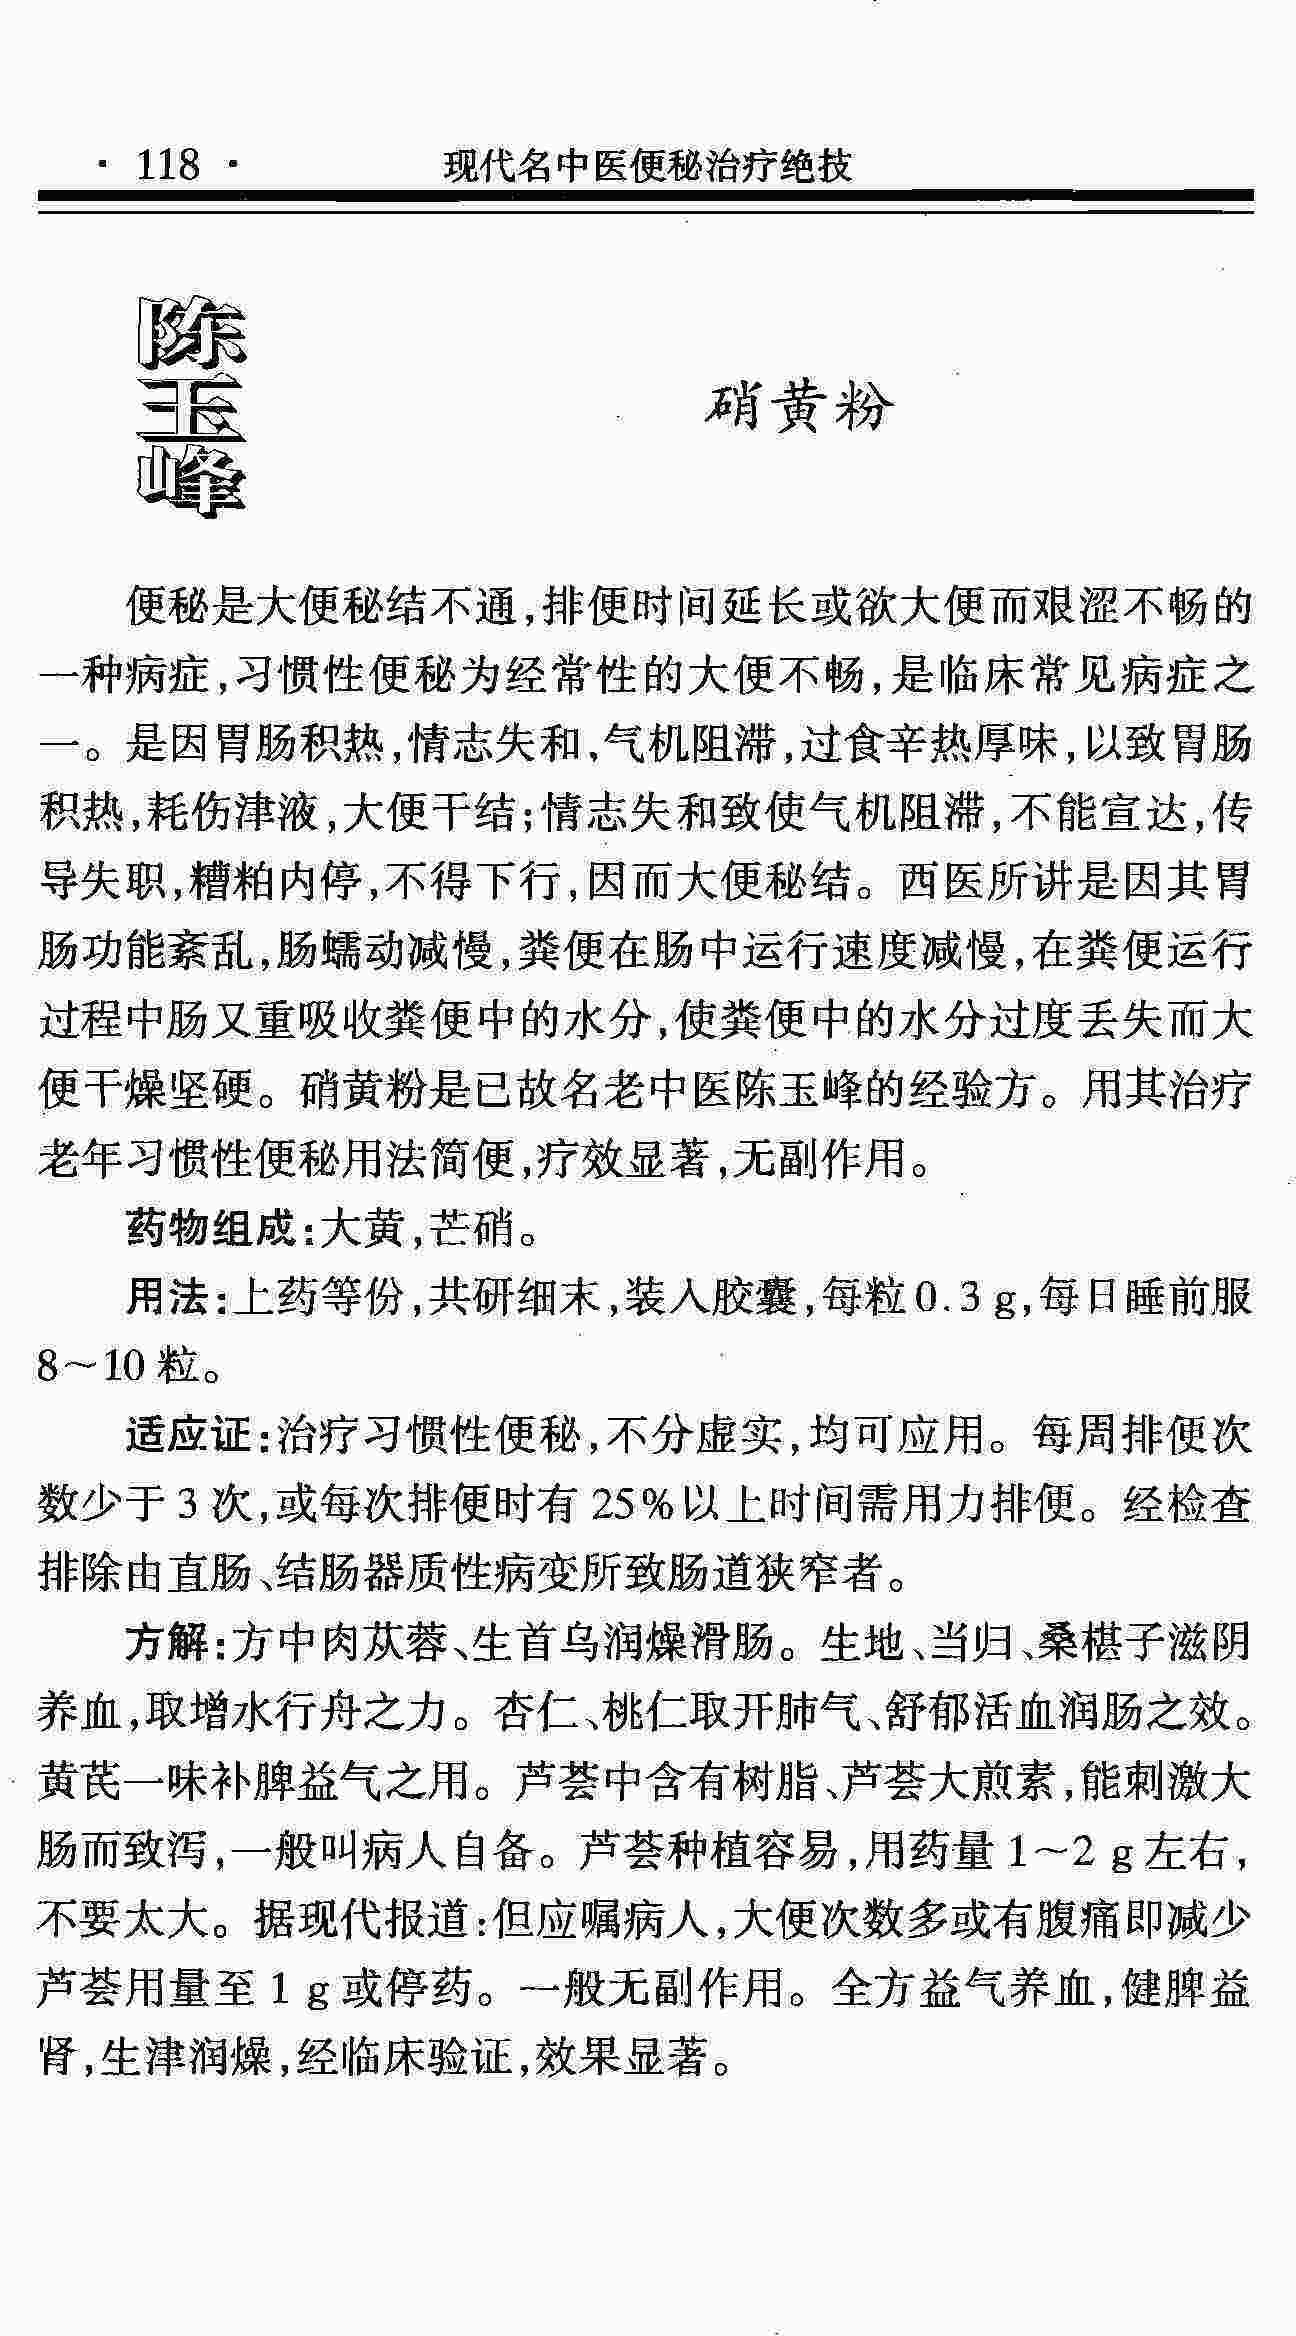 · 118 · 现代名中医便秘治疗绝技
陈玉峰
硝黄粉
便秘是大便秘结不通,排便时间延长或欲大便而艰涩不畅的
一种病症,习惯性便秘为经常性的大便不畅,是临床常见病症之
一。是因胃肠积热,情志失和,气机阻滞,过食辛热厚味,以致胃肠
积热,耗伤津液,大便干结;情志失和致使气机阻滞,不能宣达,传
导失职,糟粕内停,不得下行,因而大便秘结。西医所讲是因其胃
肠功能紊乱,肠蠕动减慢,粪便在肠中运行速度减慢,在粪便运行
过程中肠又重吸收粪便中的水分,使粪便中的水分过度丢失而大
便干燥坚硬。硝黄粉是已故名老中医陈玉峰的经验方。用其治疗
老年习惯性便秘用法简便,疗效显著,无副作用。
药物组成:大黄,芒硝。
用法:上药等份,共研细末,装入胶囊,每粒0.3 g,每日睡前服
8～10 粒。
适应证:治疗习惯性便秘,不分虚实,均可应用。每周排便次
数少于 3 次,或每次排便时有 25%以上时间需用力排便。经检查
排除由直肠、结肠器质性病变所致肠道狭窄者。
方解:方中肉苁蓉、生首乌润燥滑肠。生地、当归、桑椹子滋阴
养血,取增水行舟之力。杏仁、桃仁取开肺气、舒郁活血润肠之效。
黄芪一味补脾益气之用。芦荟中含有树脂、芦荟大煎素,能刺激大
肠而致泻,一般叫病人自备。芦荟种植容易,用药量 1～2 g 左右,
不要太大。据现代报道:但应嘱病人,大便次数多或有腹痛即减少
芦荟用量至 1 g 或停药。一般无副作用。全方益气养血,健脾益
肾,生津润燥,经临床验证,效果显著。